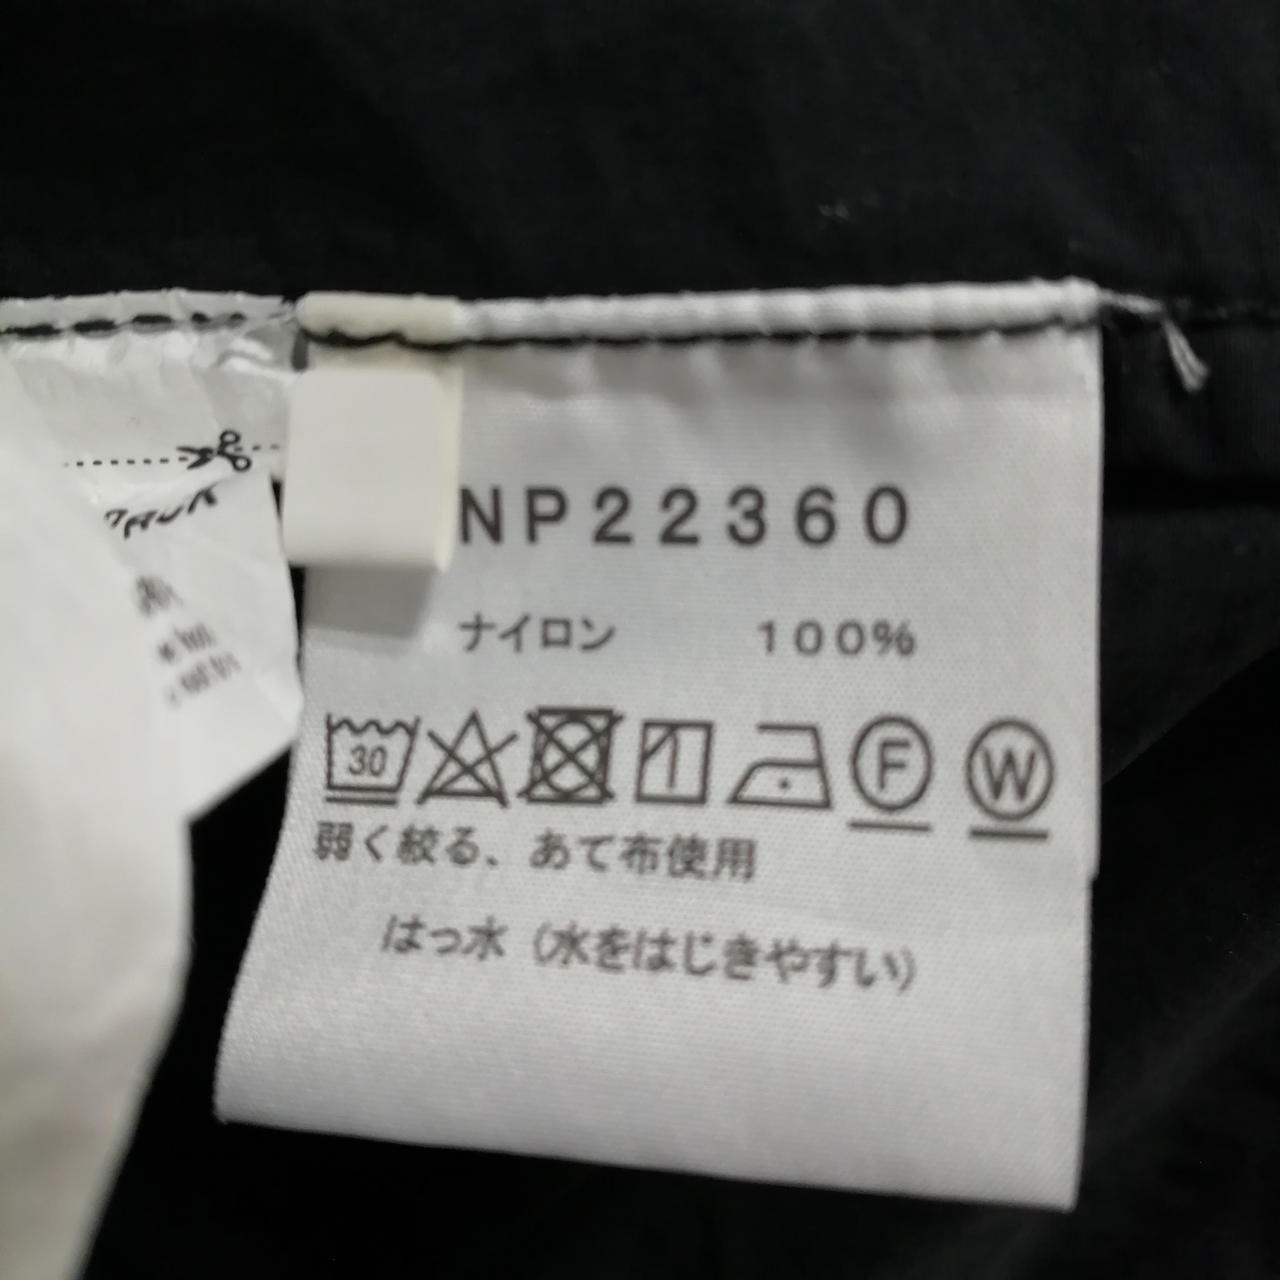 NP22360
ナイロン 100%
30
F
W
弱く絞る、あて布使用
はっ水（水をはじきやすい）